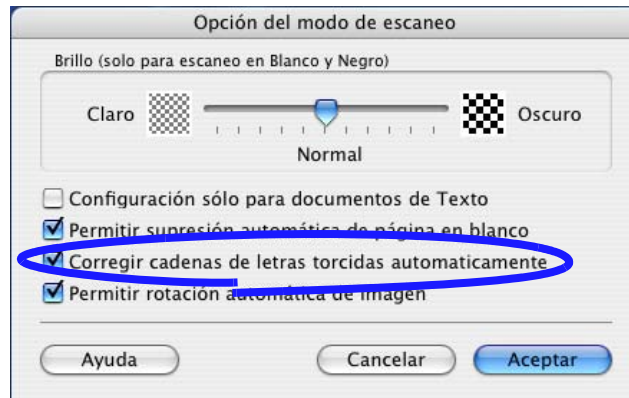 Opción del modo de escaneo
Brillo (solo para escaneo en Blanco y Negro)
Claro Oscuro
Normal
Configuración sólo para documentos de Texto
Permitir supresión automática de página en blanco
Corregir cadenas de letras torcidas automaticamente
Permitir rotación automática de imagen
Ayuda Cancelar Aceptar